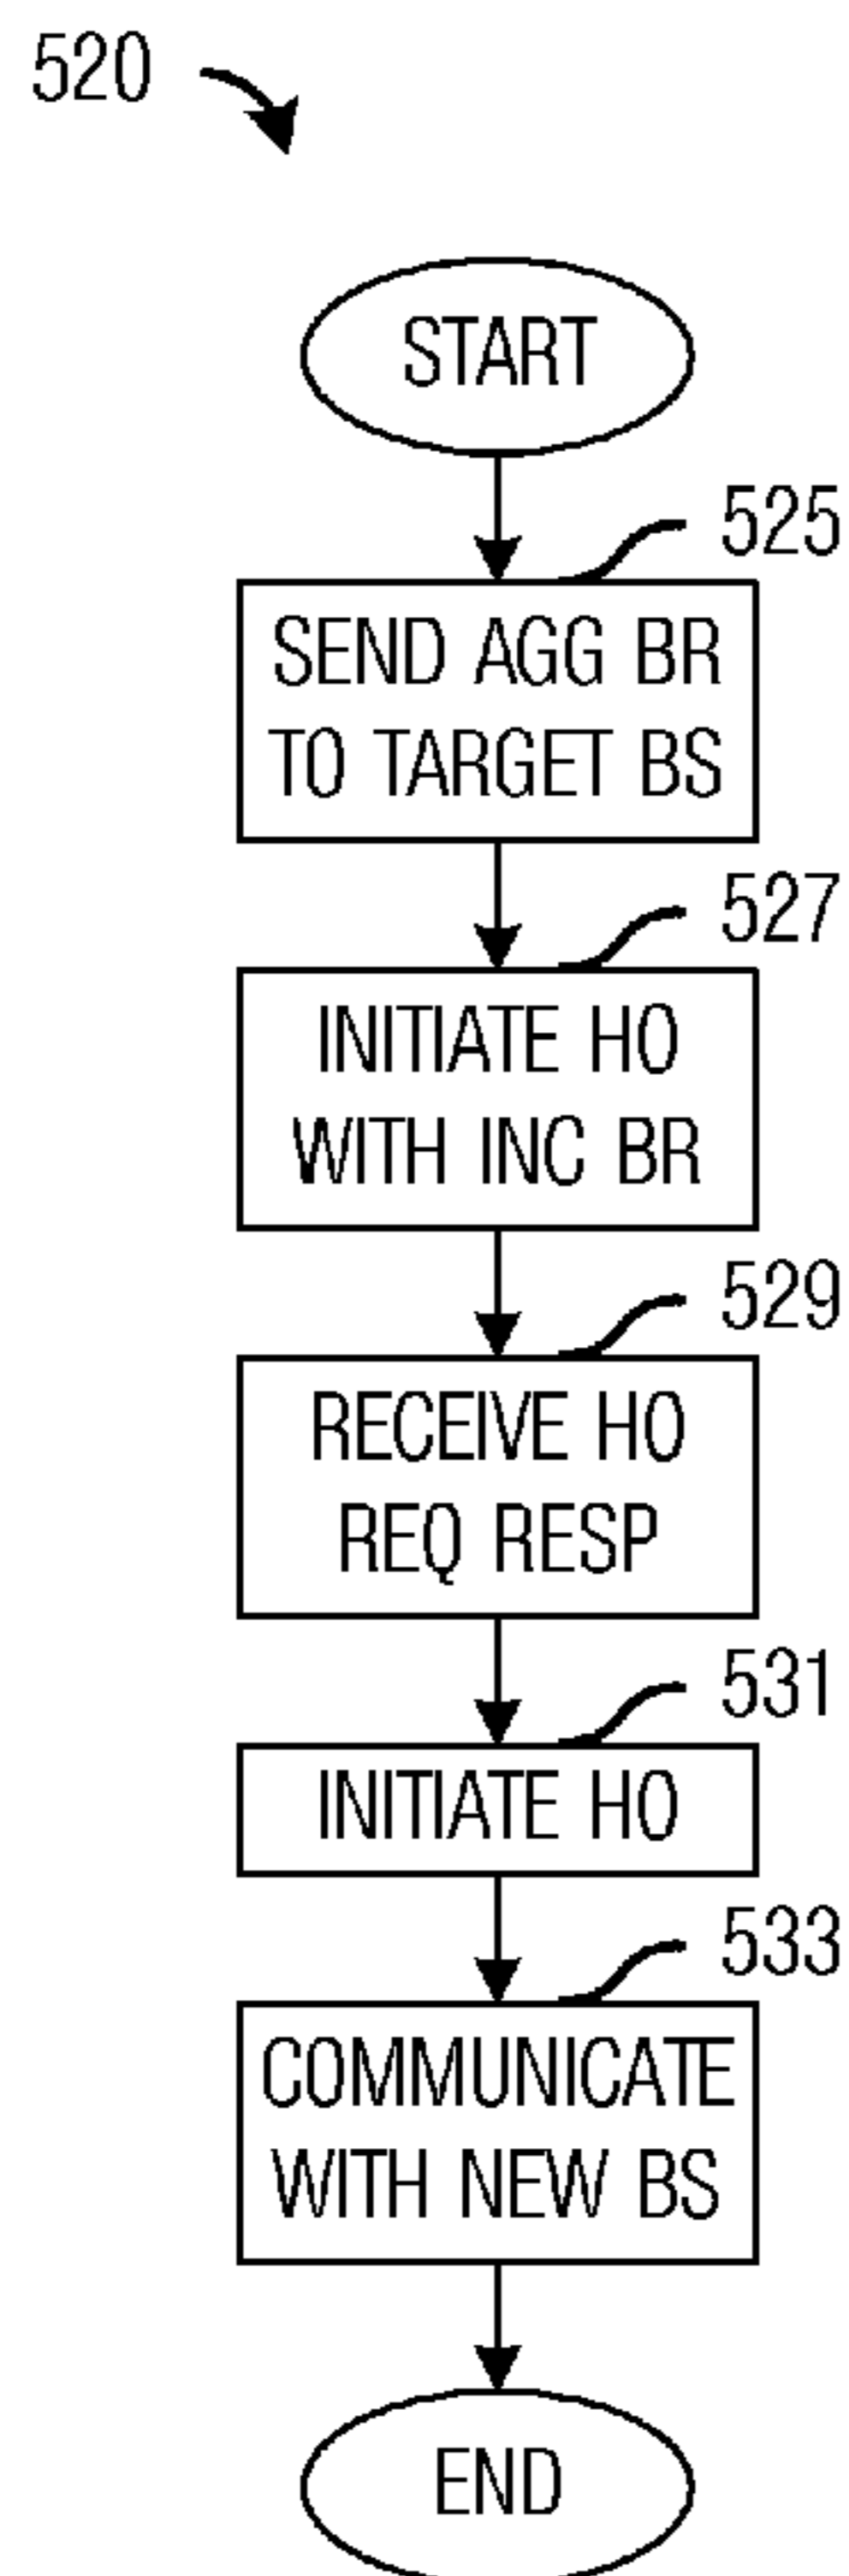 520
START
525
SEND AGG BR
TO TARGET BS
527
INITIATE HO
WITH INC BR
529
RECEIVE HO
REQ RESP
531
INITIATE HO
533
COMMUNICATE
WITH NEW BS
END